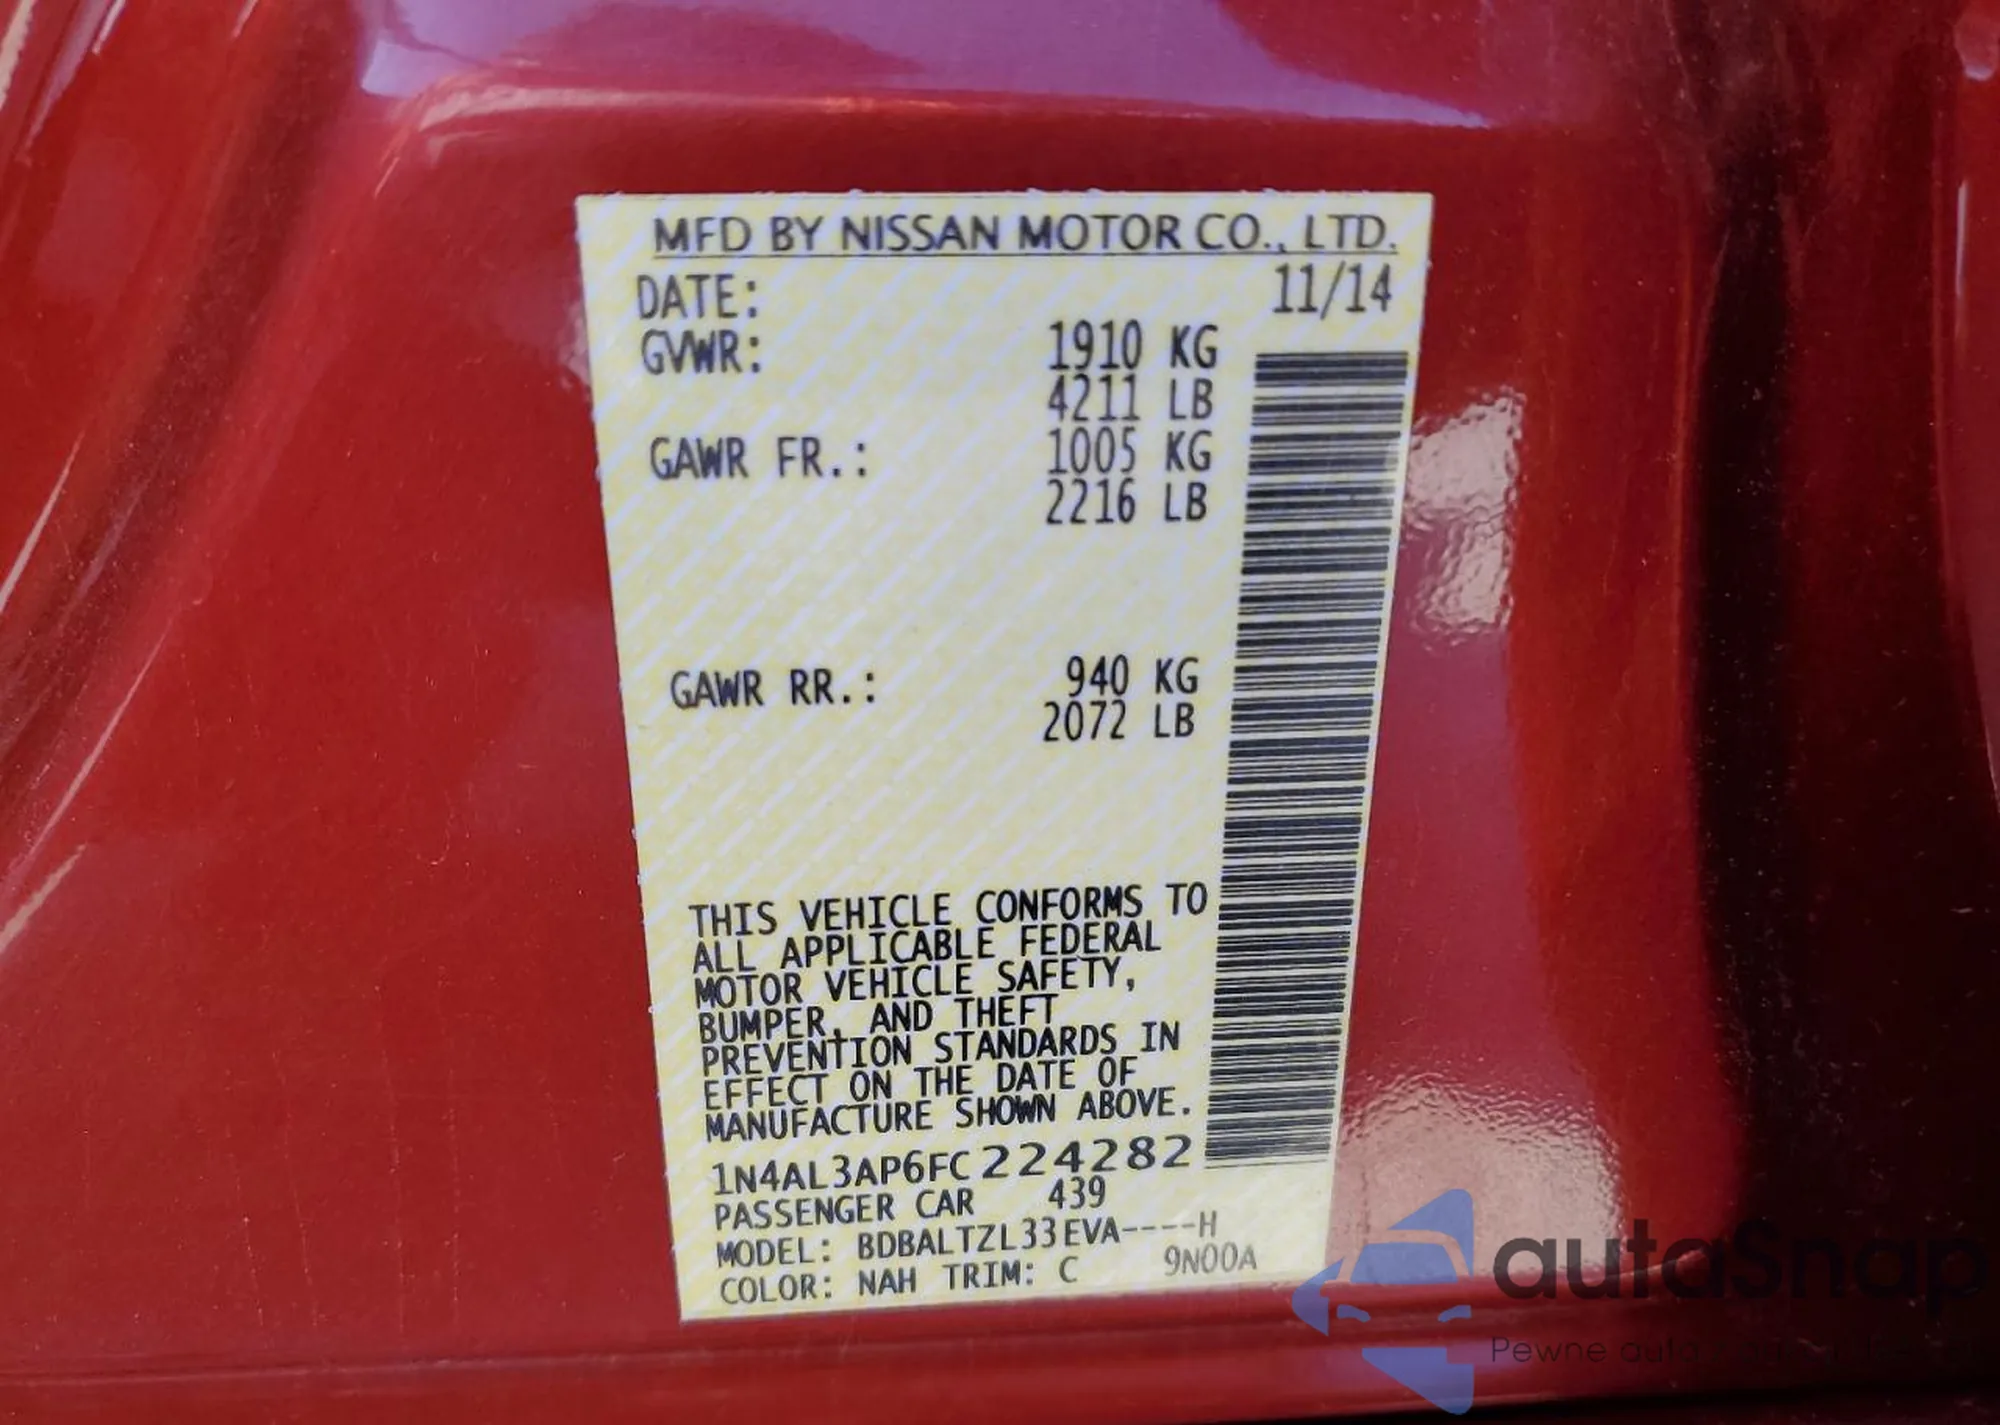 MFD BY NISSAN MOTOR CO., LTD.
DATE: 11/14
GVWR: 1910 KG
4211 LB
GAWR FR.: 1005 KG
2216 LB
GAWR RR.: 940 KG
2072 LB
THIS VEHICLE CONFORMS TO
ALL APPLICABLE FEDERAL
MOTOR VEHICLE SAFETY,
BUMPER, AND THEFT
PREVENTION STANDARDS IN
EFFECT ON THE DATE OF
MANUFACTURE SHOWN ABOVE.
1N4AL3AP6FC224282
PASSENGER CAR 439
MODEL: BDBALTZL33EVA----H
COLOR: NAH TRIM: C 9N00A
autaSnap
Pewne auta